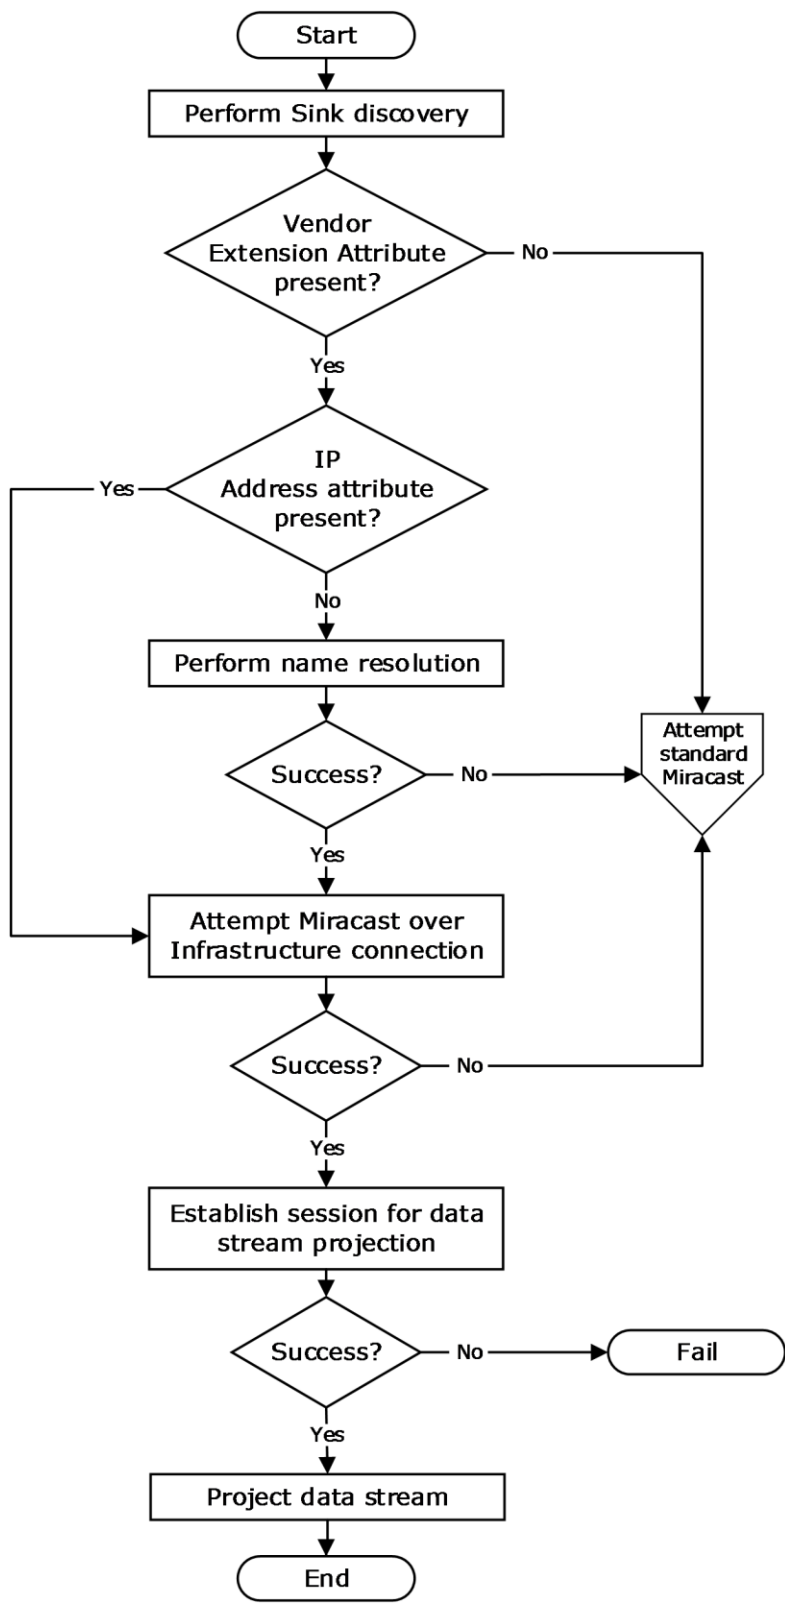 Start
Perform Sink discovery
Vendor
Extension Attribute
present?
No
Yes
IP
Address attribute
present?
Yes
No
Perform name resolution
Attempt
standard
Miracast
Success?
No
Yes
Attempt Miracast over
Infrastructure connection
Success?
No
Yes
Establish session for data
stream projection
Success?
No
Fail
Yes
Project data stream
End